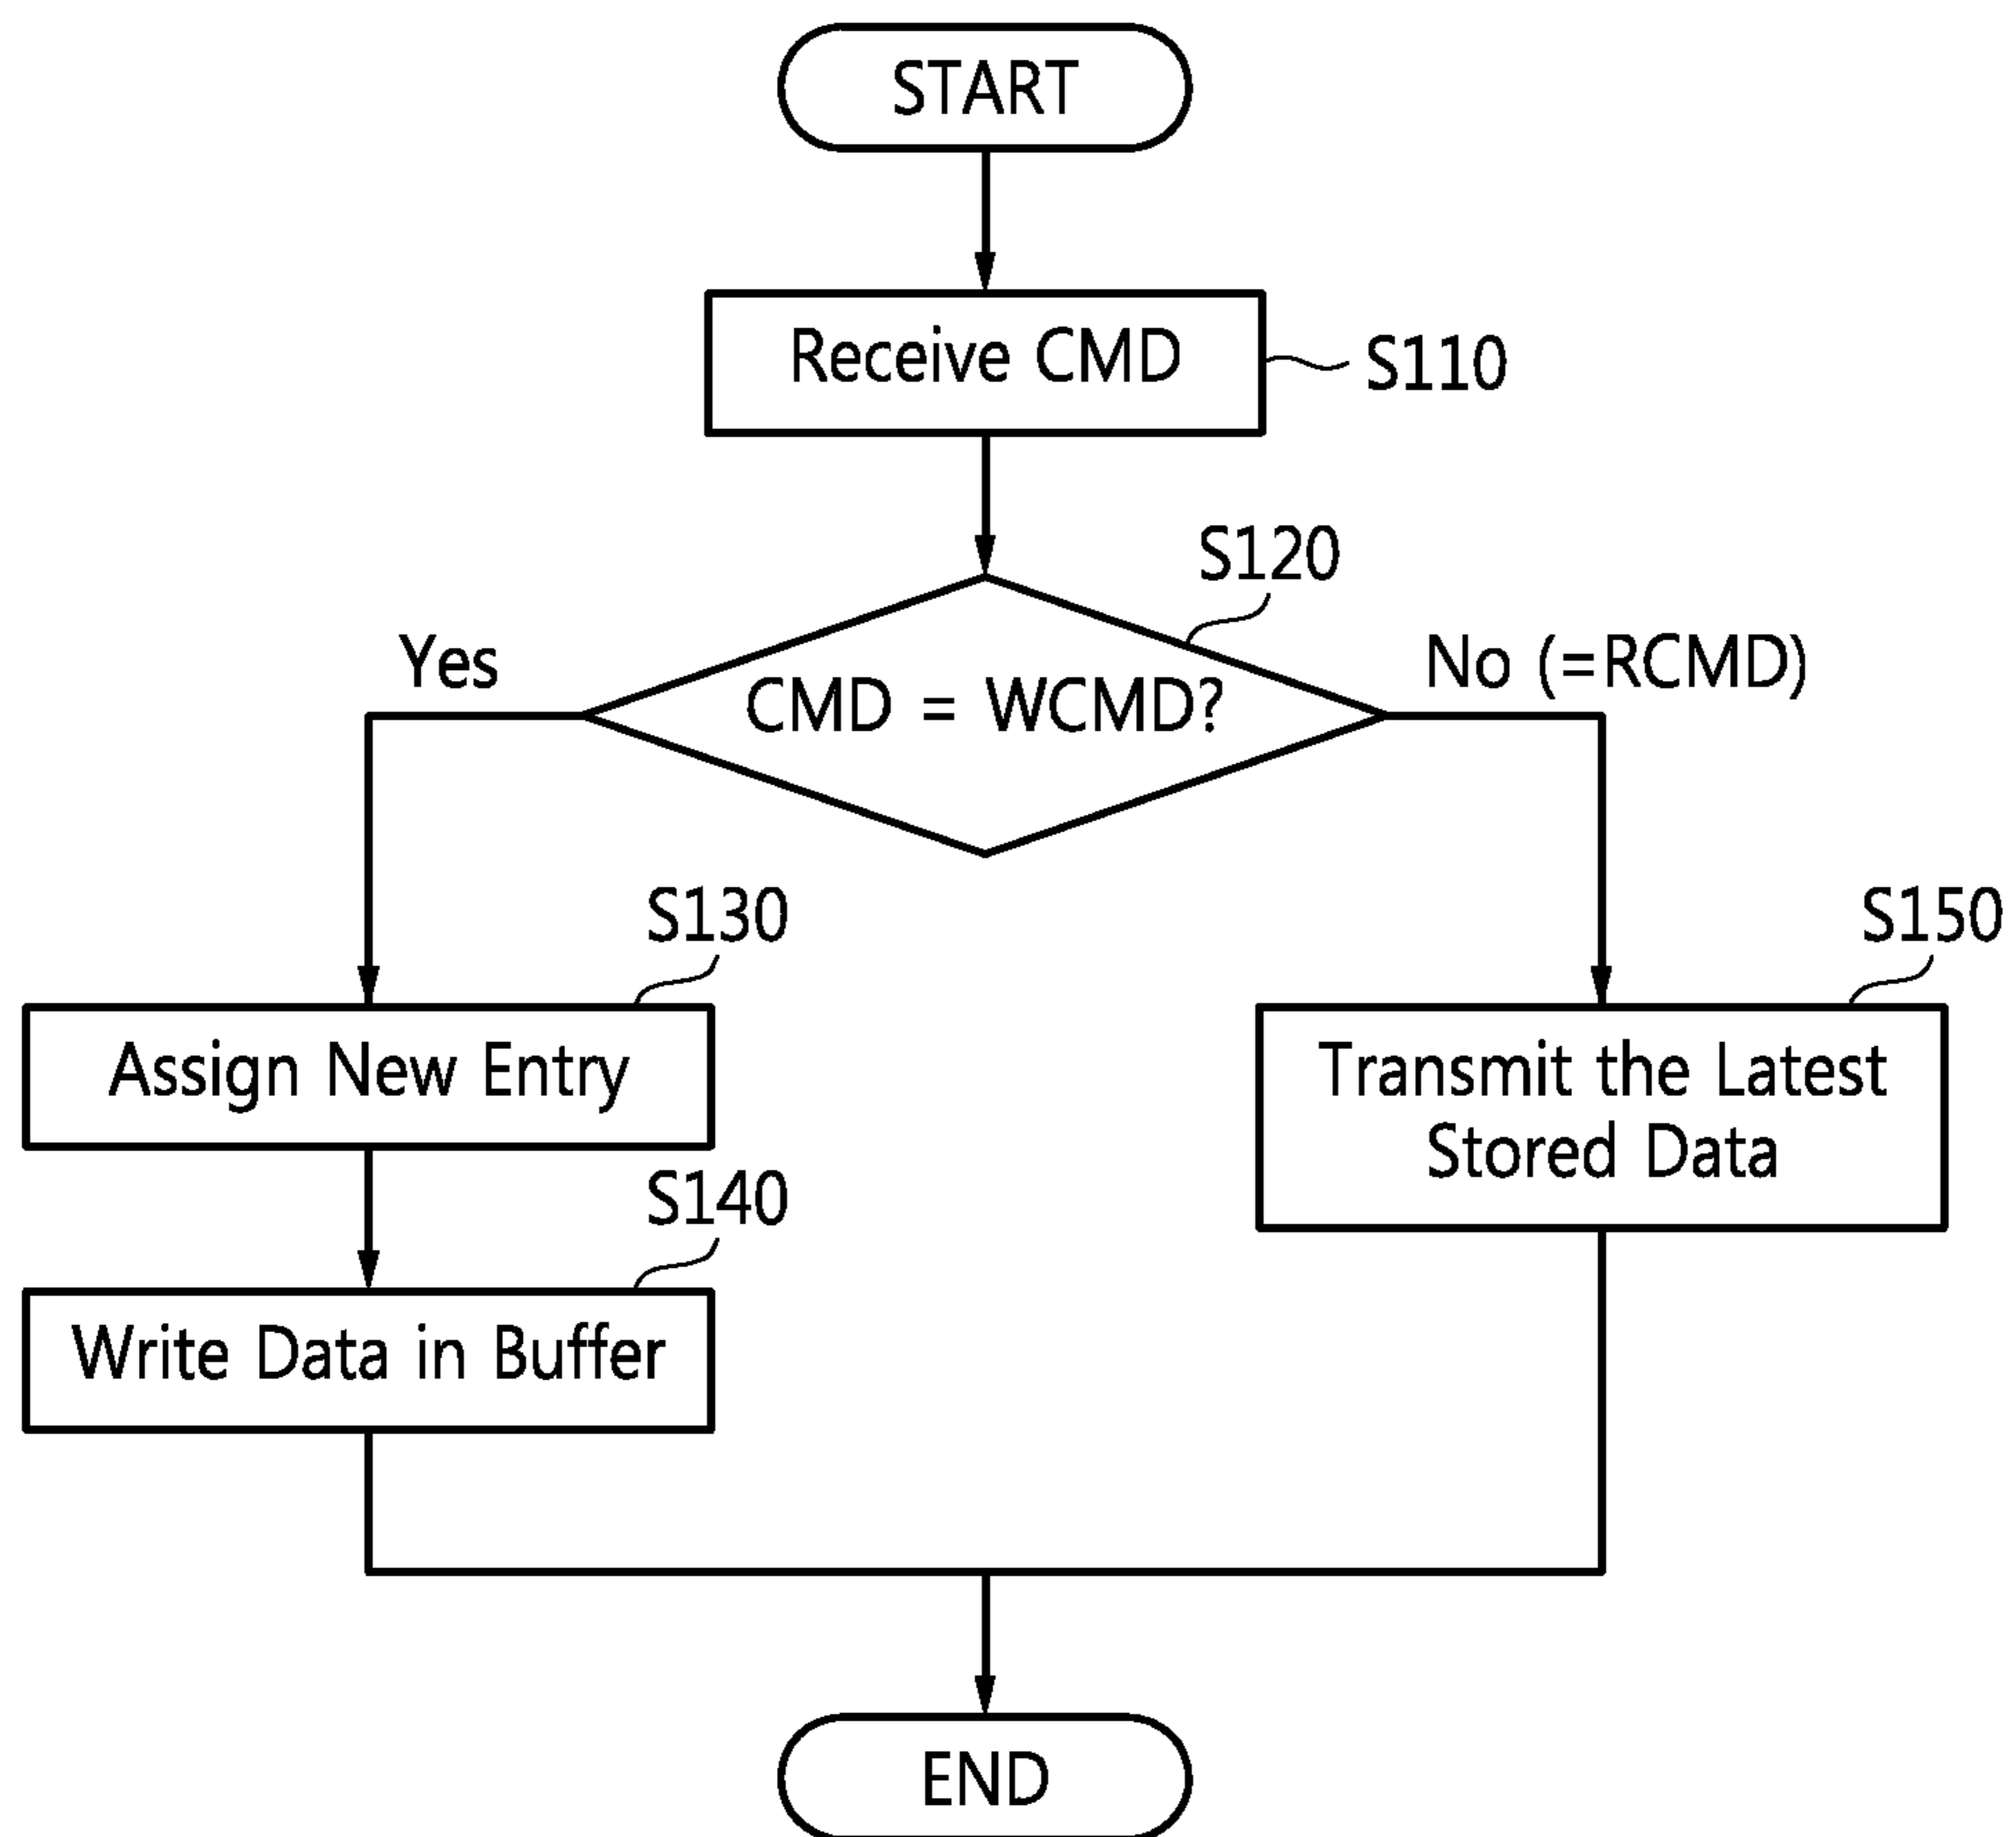 START
Receive CMD
S110
S120
Yes
CMD = WCMD?
No (=RCMD)
S130
S150
Assign New Entry
Transmit the Latest
Stored Data
S140
Write Data in Buffer
END